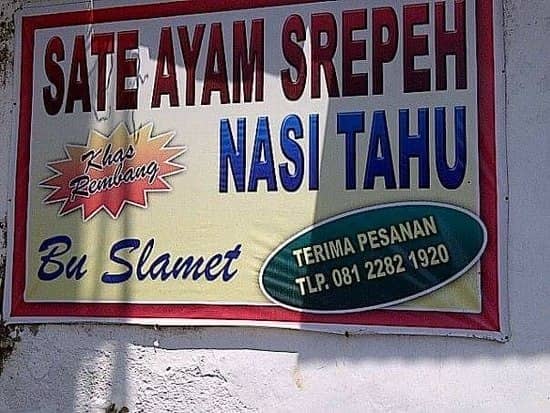 SATE AYAM SREPEH
NASI TAHU
Khas
Rembang
Bu Slamet
TERIMA PESANAN
TLP. 081 2282 1920